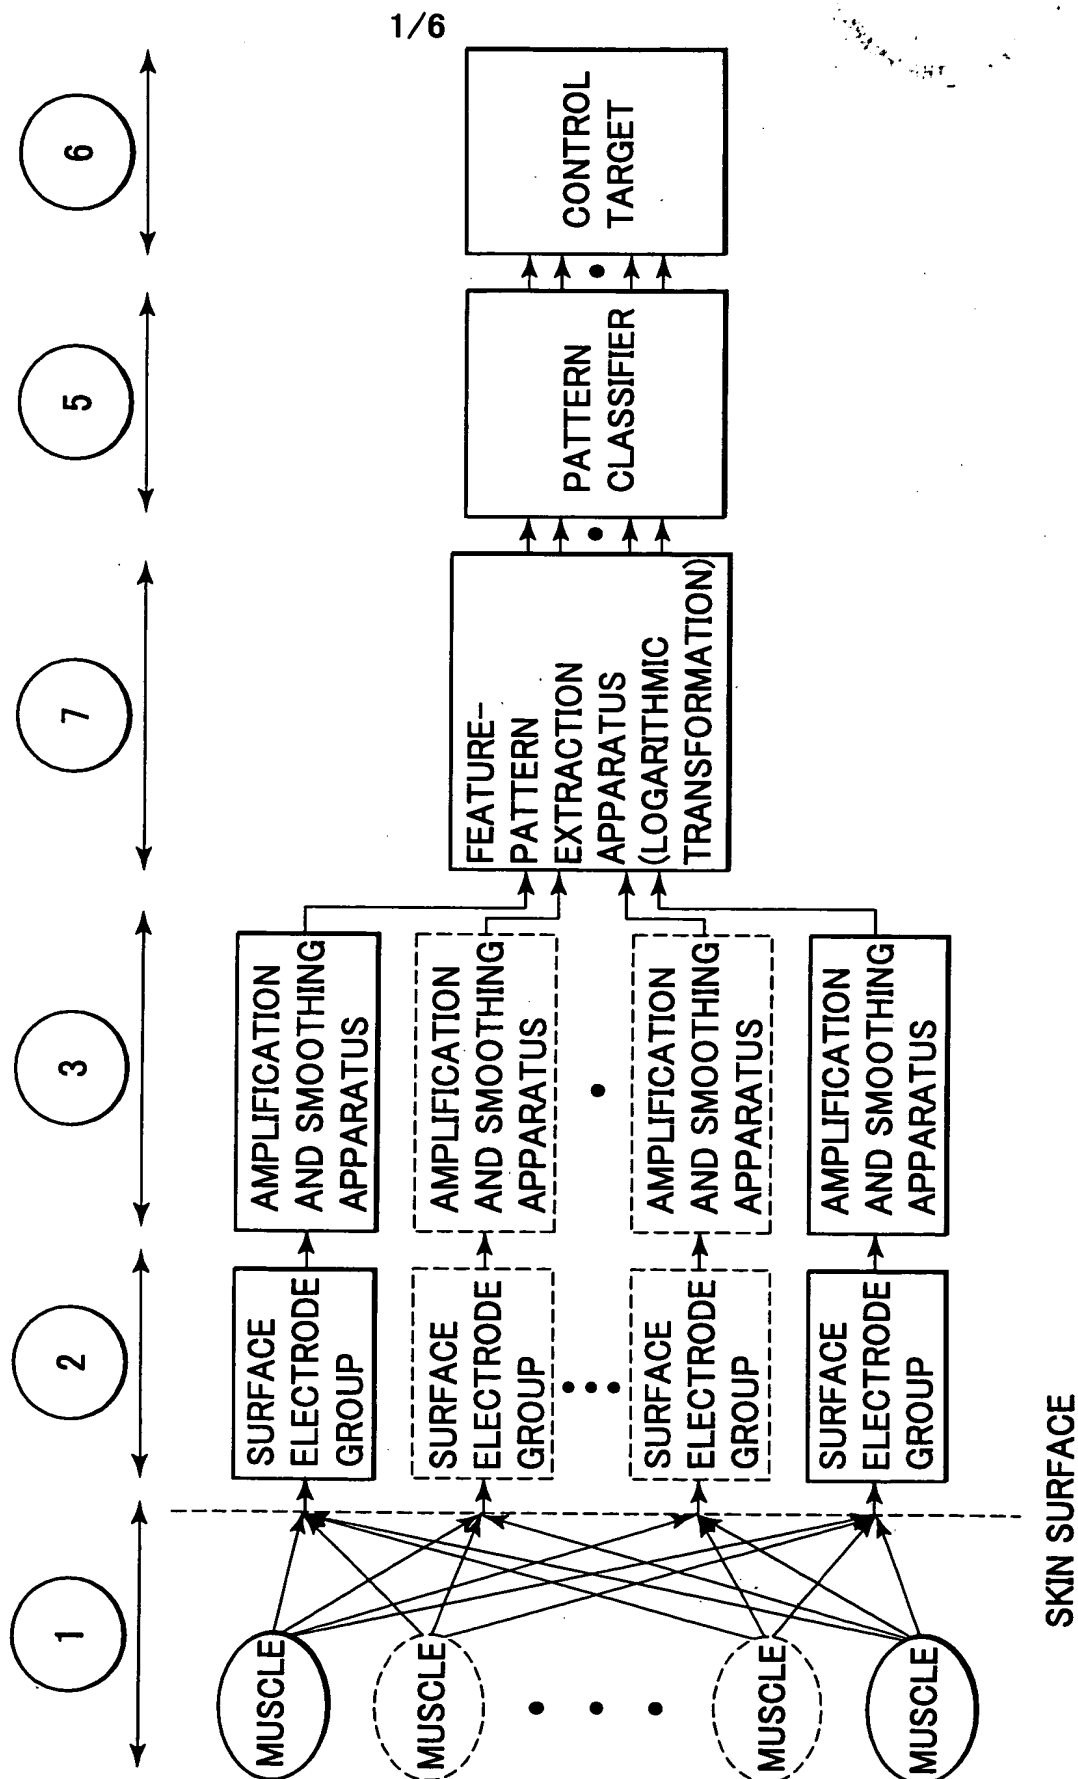 1/6
1
2
3
7
5
6
MUSCLE
MUSCLE
MUSCLE
MUSCLE
SKIN SURFACE
SURFACE
ELECTRODE
GROUP
SURFACE
ELECTRODE
GROUP
SURFACE
ELECTRODE
GROUP
SURFACE
ELECTRODE
GROUP
AMPLIFICATION
AND SMOOTHING
APPARATUS
AMPLIFICATION
AND SMOOTHING
APPARATUS
AMPLIFICATION
AND SMOOTHING
APPARATUS
AMPLIFICATION
AND SMOOTHING
APPARATUS
FEATURE-
PATTERN
EXTRACTION
APPARATUS
(LOGARITHMIC
TRANSFORMATION)
PATTERN
CLASSIFIER
CONTROL
TARGET